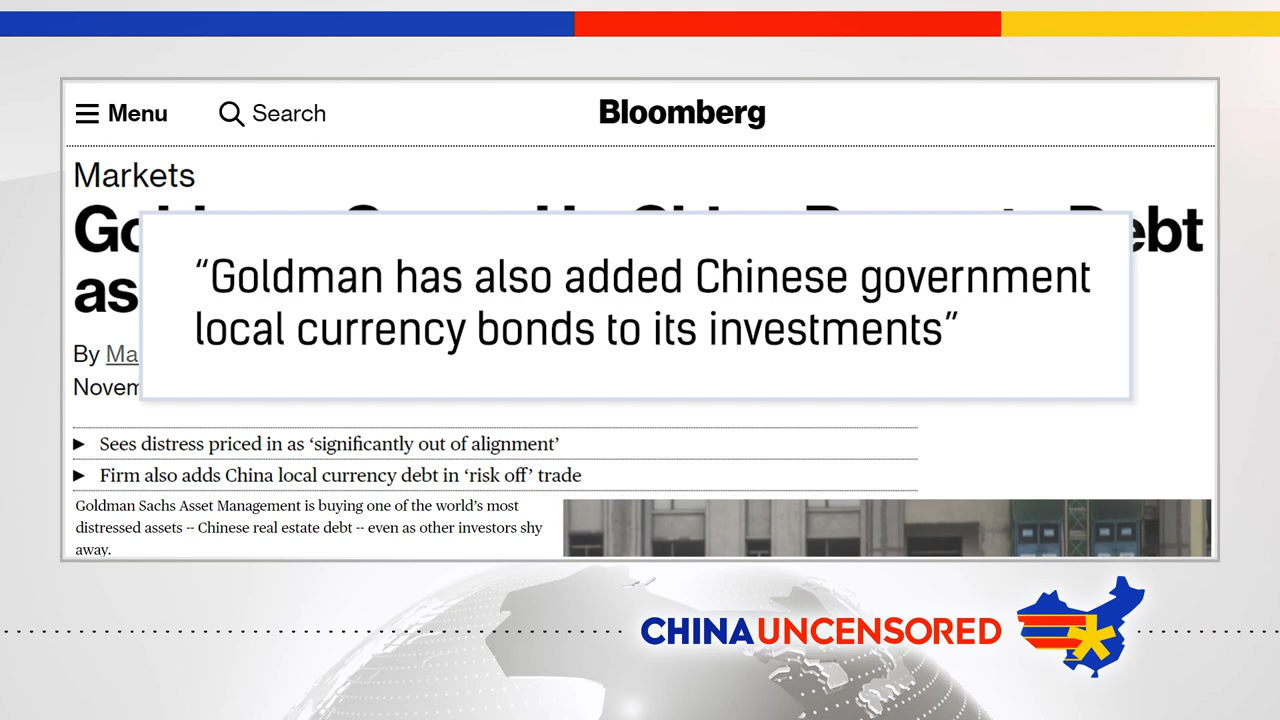 Menu Search Bloomberg
Markets
“Goldman has also added Chinese government
local currency bonds to its investments”
as
By
▶ Sees distress priced in as ‘significantly out of alignment’
▶ Firm also adds China local currency debt in ‘risk off’ trade
Goldman Sachs Asset Management is buying one of the world’s most
distressed assets -- Chinese real estate debt -- even as other investors shy
away.
CHINA UNCENSORED